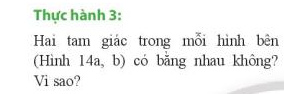 Thực hành 3:
Hai tam giác trong mỗi hình bên
(Hình 14a, b) có bằng nhau không?
Vì sao?